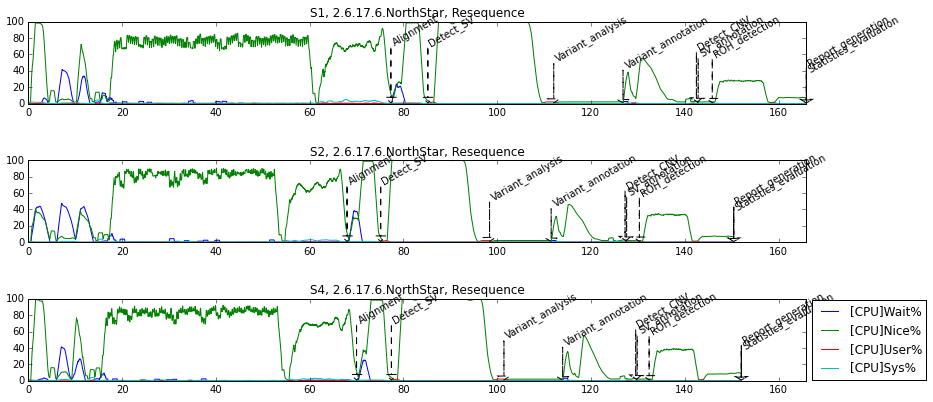 S1, 2.6.17.6.NorthStar, Resequence
100
80
60
40
20
0
0 20 40 60 80 100 120 140 160
Alignment
Detect_SV
Variant_analysis
Variant_annotation
Detect_CNV
SV_annotation
ROH_detection
Report_generation
Statistics_evaluation
S2, 2.6.17.6.NorthStar, Resequence
100
80
60
40
20
0
0 20 40 60 80 100 120 140 160
Alignment
Detect_SV
Variant_analysis
Variant_annotation
Detect_CNV
SV_annotation
ROH_detection
Report_generation
Statistics_evaluation
S4, 2.6.17.6.NorthStar, Resequence
100
80
60
40
20
0
0 20 40 60 80 100 120 140 160
Alignment
Detect_SV
Variant_analysis
Variant_annotation
Detect_CNV
SV_annotation
ROH_detection
Report_generation
Statistics_evaluation
[CPU]Wait%
[CPU]Nice%
[CPU]User%
[CPU]Sys%